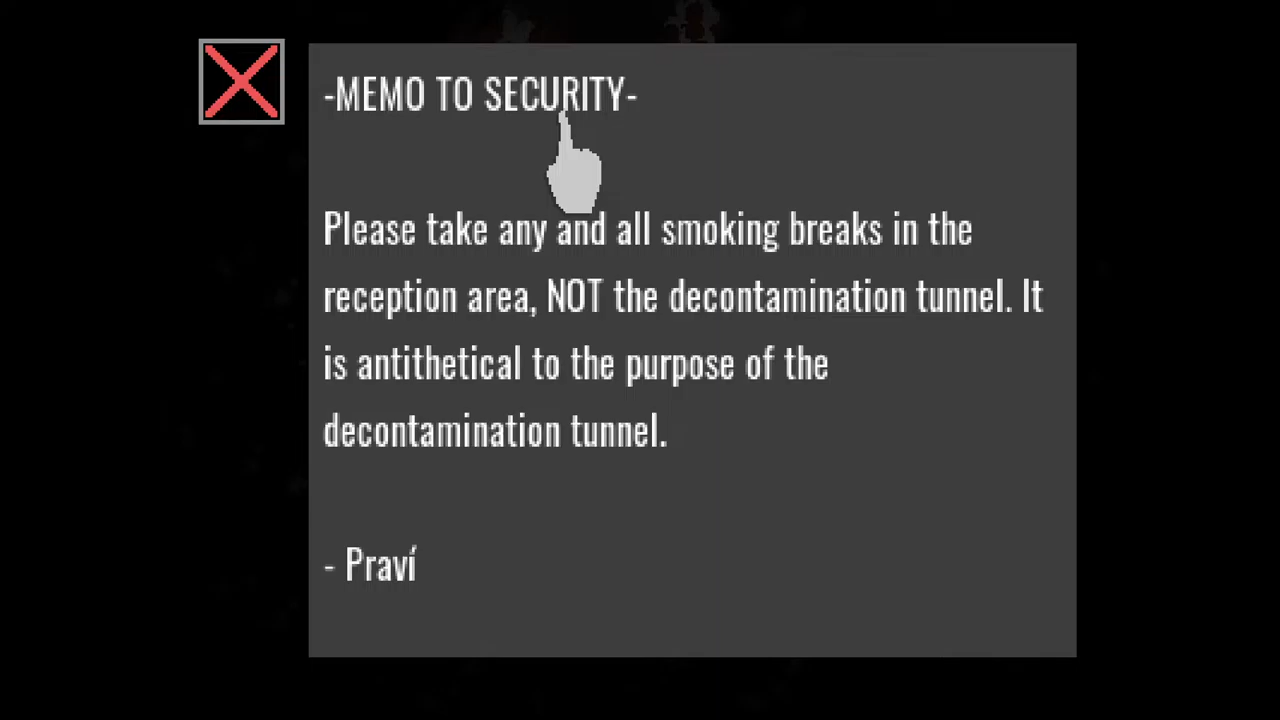 -MEMO TO SECURITY-
Please take any and all smoking breaks in the
reception area, NOT the decontamination tunnel. It
is antithetical to the purpose of the
decontamination tunnel.
- Praví